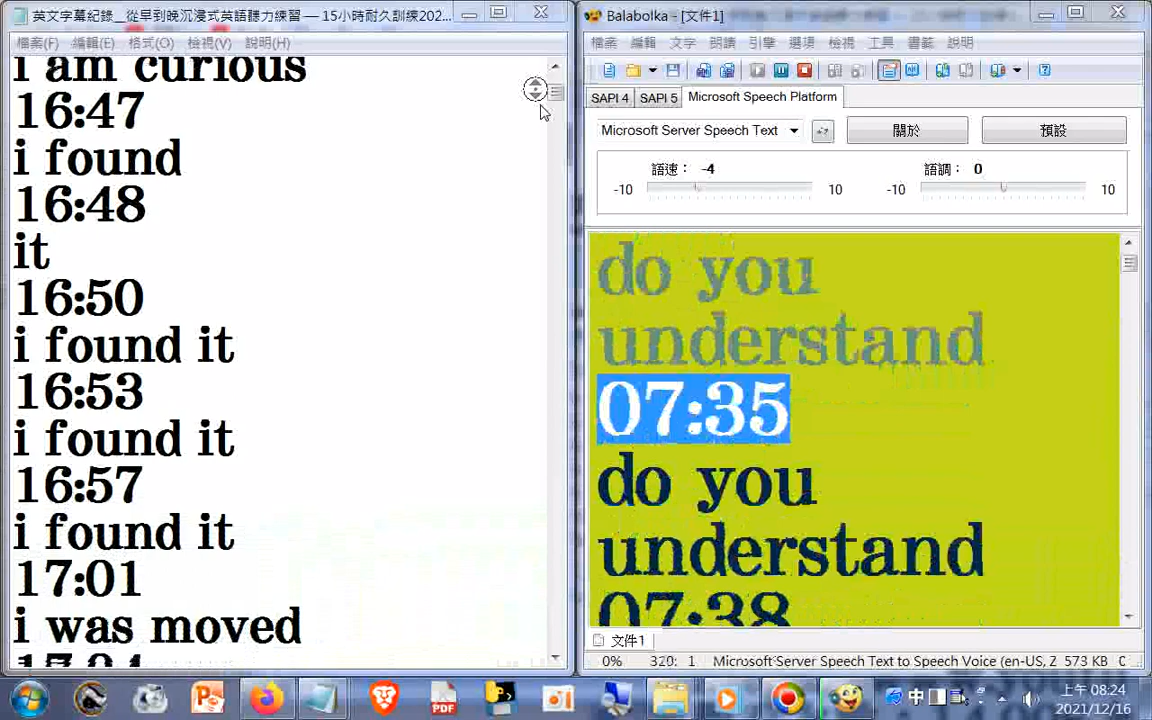 英文字幕紀錄__從早到晚沉浸式英語聽力練習 — 15小時耐久訓練202...
檔案(F) 編輯(E) 格式(O) 檢視(V) 說明(H)
i am curious
16:47
i found
16:48
it
16:50
i found it
16:53
i found it
16:57
i found it
17:01
i was moved
Balabolka - [文件1]
檔案 編輯 文字 朗讀 引擎 選項 檢視 工具 書籤 說明
SAPI 4 SAPI 5 Microsoft Speech Platform
Microsoft Server Speech Text 關於 預設
語速： -4 語調： 0
-10 10 -10 10
do you
understand
07:35
do you
understand
07:38
文件1
0% 320: 1 Microsoft Server Speech Text to Speech Voice (en-US, Z 573 KB C
中 上午 08:24
2021/12/16